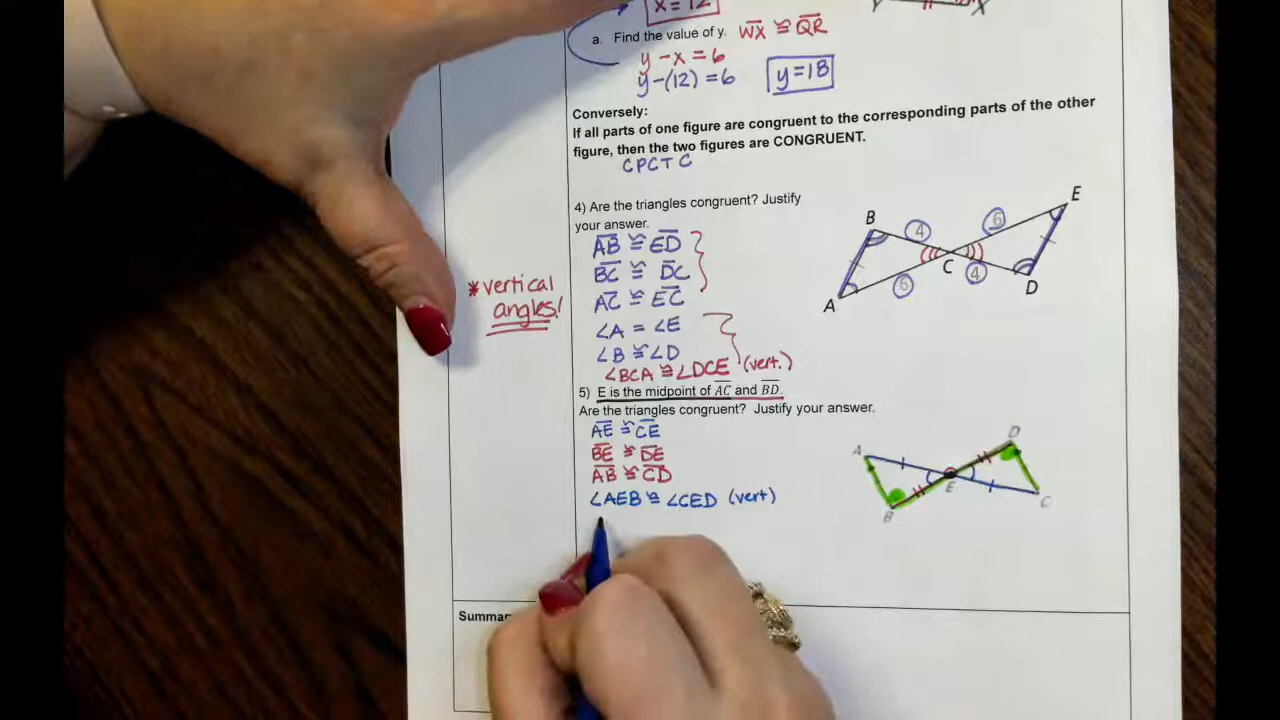 x = 12
a. Find the value of y. WX ≅ QR
y - x = 6
y - (12) = 6 y = 18
Conversely:
If all parts of one figure are congruent to the corresponding parts of the other
figure, then the two figures are CONGRUENT.
CPCTC
4) Are the triangles congruent? Justify
your answer.
AB ≅ ED
BC ≅ DC
AC ≅ EC
∠A = ∠E
∠B ≅ ∠D
∠BCA ≅ ∠DCE (vert.)
*vertical
angles!
B 4 6 E
A 6 C 4 D
5) E is the midpoint of AC and BD.
Are the triangles congruent? Justify your answer.
AE ≅ CE
BE ≅ DE
AB ≅ CD
∠AEB ≅ ∠CED (vert)
A D
B E C